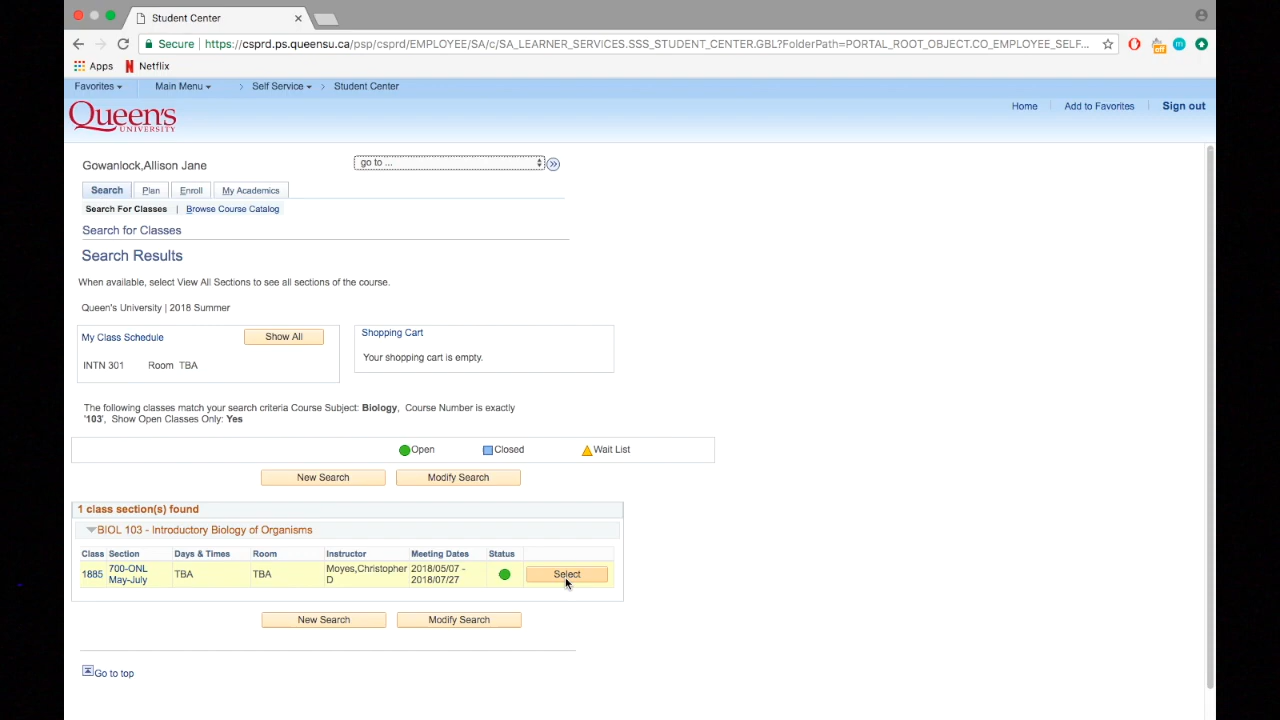 Student Center
Secure https://csprd.ps.queensu.ca/psp/csprd/EMPLOYEE/SA/c/SA_LEARNER_SERVICES.SSS_STUDENT_CENTER.GBL?FolderPath=PORTAL_ROOT_OBJECT.CO_EMPLOYEE_SELF...
Apps Netflix
Favorites Main Menu > Self Service > Student Center
Queen's UNIVERSITY
Home Add to Favorites Sign out
Gowanlock,Allison Jane
go to ...
Search Plan Enroll My Academics
Search For Classes | Browse Course Catalog
Search for Classes
Search Results
When available, select View All Sections to see all sections of the course.
Queen's University | 2018 Summer
My Class Schedule Show All
INTN 301 Room TBA
Shopping Cart
Your shopping cart is empty.
The following classes match your search criteria Course Subject: Biology, Course Number is exactly
'103', Show Open Classes Only: Yes
Open Closed Wait List
New Search Modify Search
1 class section(s) found
BIOL 103 - Introductory Biology of Organisms
Class Section Days & Times Room Instructor Meeting Dates Status
1885 700-ONL May-July TBA TBA Moyes,Christopher D 2018/05/07 - 2018/07/27 Select
New Search Modify Search
Go to top